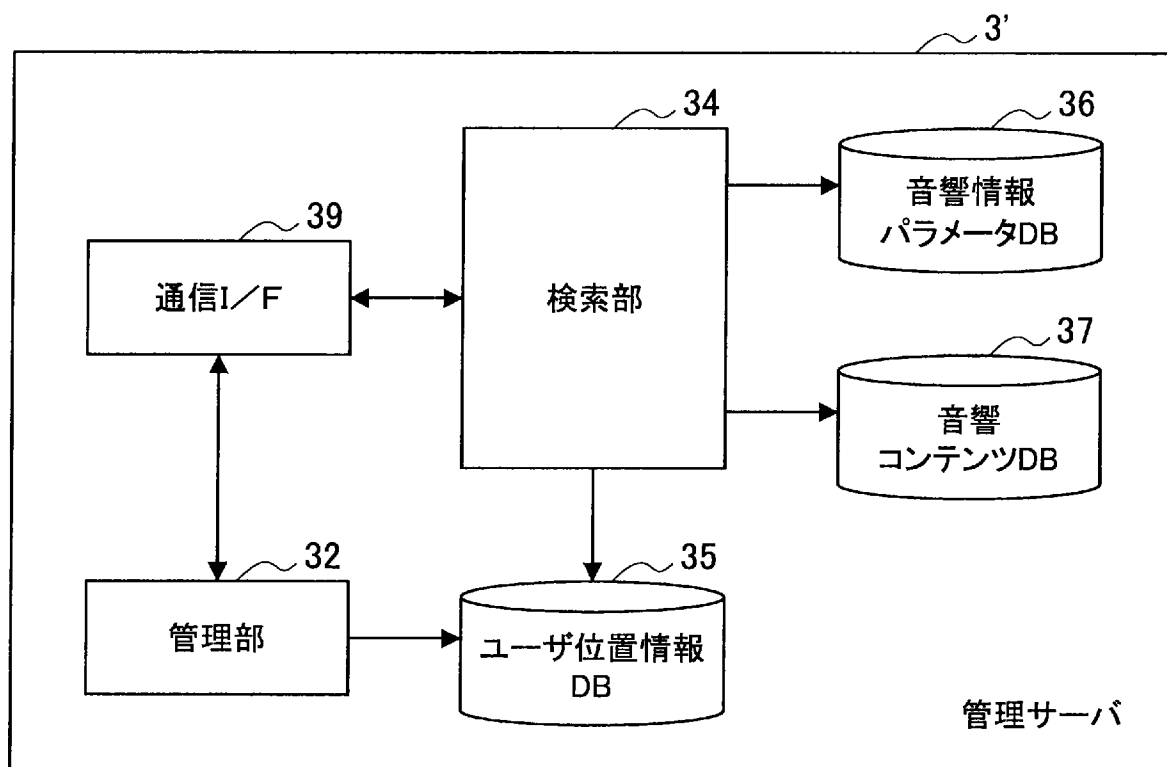 3'
34
36
音響情報
パラメータDB
39
通信I/F
検索部
37
音響
コンテンツDB
32
管理部
35
ユーザ位置情報
DB
管理サーバ